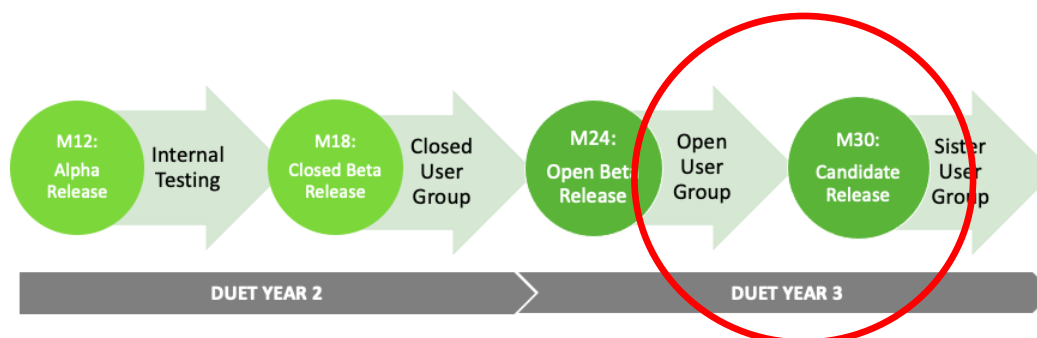 M12:
Alpha
Release
Internal
Testing
M18:
Closed Beta
Release
Closed
User
Group
M24:
Open Beta
Release
Open
User
Group
M30:
Candidate
Release
Sister
User
Group
DUET YEAR 2
DUET YEAR 3